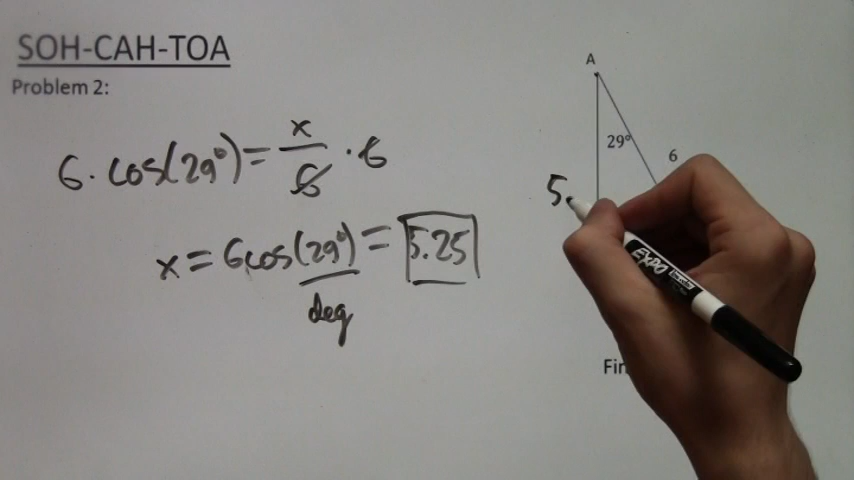 SOH-CAH-TOA
Problem 2:
6 · cos(29°) = x/6 · 6
x = 6cos(29°) = 5.25
deg
A
29°
6
5.
EXPO
Fin